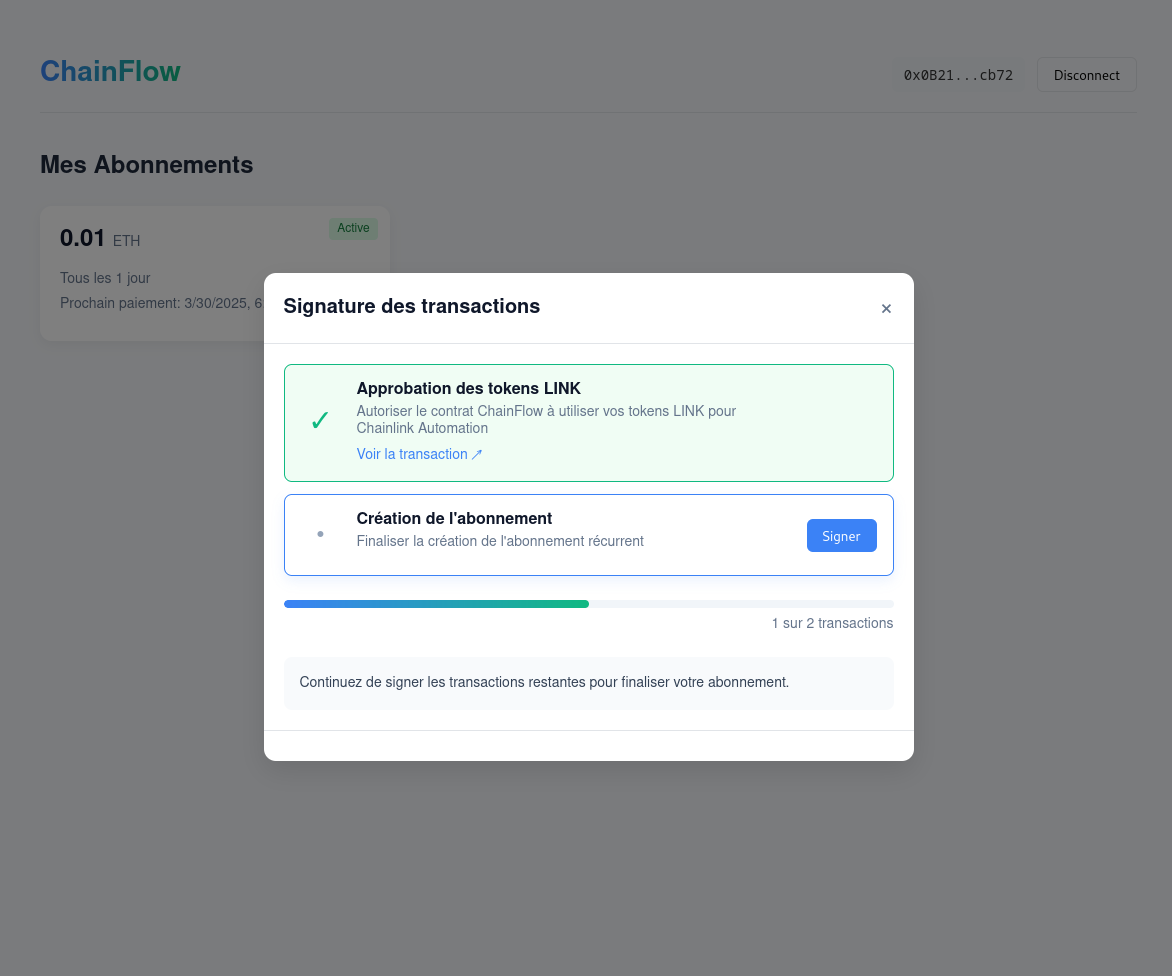 ChainFlow
0x0B21...cb72
Disconnect
Mes Abonnements
0.01 ETH
Active
Tous les 1 jour
Prochain paiement: 3/30/2025, 6
Signature des transactions
×
✓
Approbation des tokens LINK
Autoriser le contrat ChainFlow à utiliser vos tokens LINK pour
Chainlink Automation
Voir la transaction ↗
•
Création de l'abonnement
Finaliser la création de l'abonnement récurrent
Signer
1 sur 2 transactions
Continuez de signer les transactions restantes pour finaliser votre abonnement.